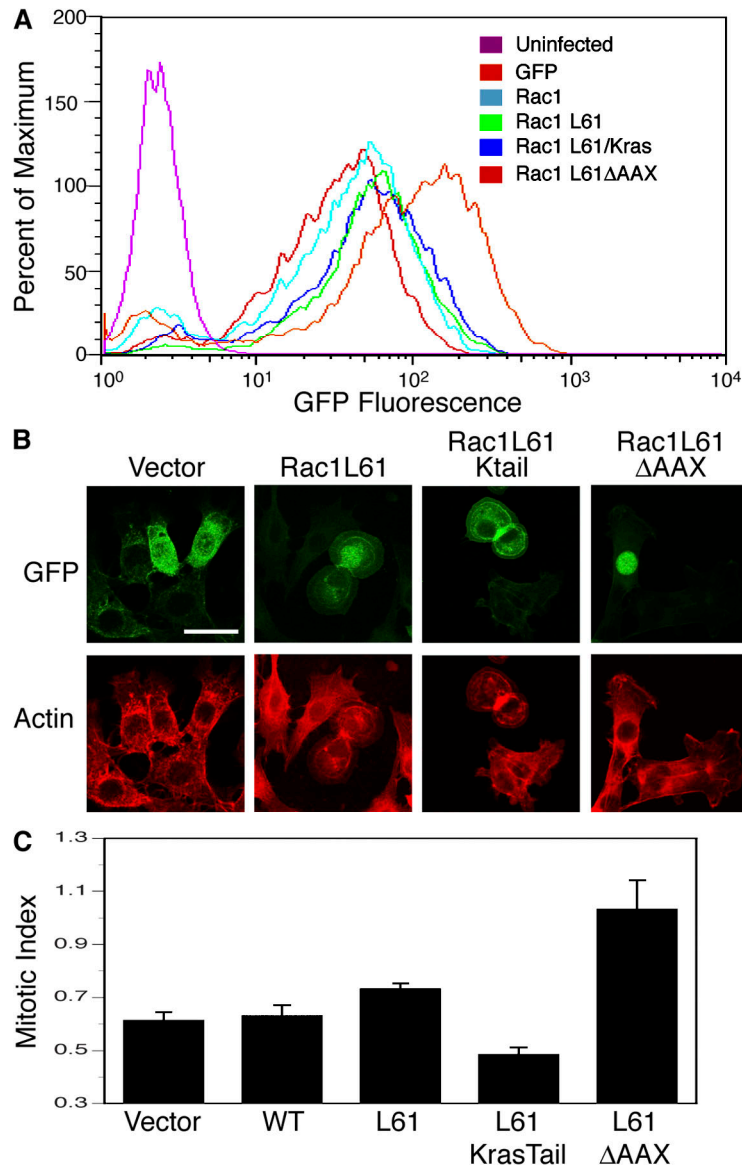 A
200
150
100
50
0
Percent of Maximum
Uninfected
GFP
Rac1
Rac1 L61
Rac1 L61/Kras
Rac1 L61ΔAAX
10⁰ 10¹ 10² 10³ 10⁴
GFP Fluorescence
B
Vector
Rac1L61
Rac1L61
Ktail
Rac1L61
ΔAAX
GFP
Actin
C
1.3
1.1
0.9
0.7
0.5
0.3
Mitotic Index
Vector
WT
L61
L61
KrasTail
L61
ΔAAX